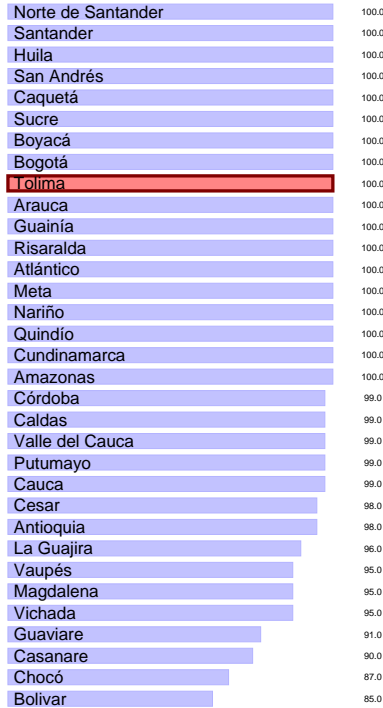 Norte de Santander 100.0
Santander 100.0
Huila 100.0
San Andrés 100.0
Caquetá 100.0
Sucre 100.0
Boyacá 100.0
Bogotá 100.0
Tolima 100.0
Arauca 100.0
Guainía 100.0
Risaralda 100.0
Atlántico 100.0
Meta 100.0
Nariño 100.0
Quindío 100.0
Cundinamarca 100.0
Amazonas 100.0
Córdoba 99.0
Caldas 99.0
Valle del Cauca 99.0
Putumayo 99.0
Cauca 99.0
Cesar 98.0
Antioquia 98.0
La Guajira 96.0
Vaupés 95.0
Magdalena 95.0
Vichada 95.0
Guaviare 91.0
Casanare 90.0
Chocó 87.0
Bolivar 85.0